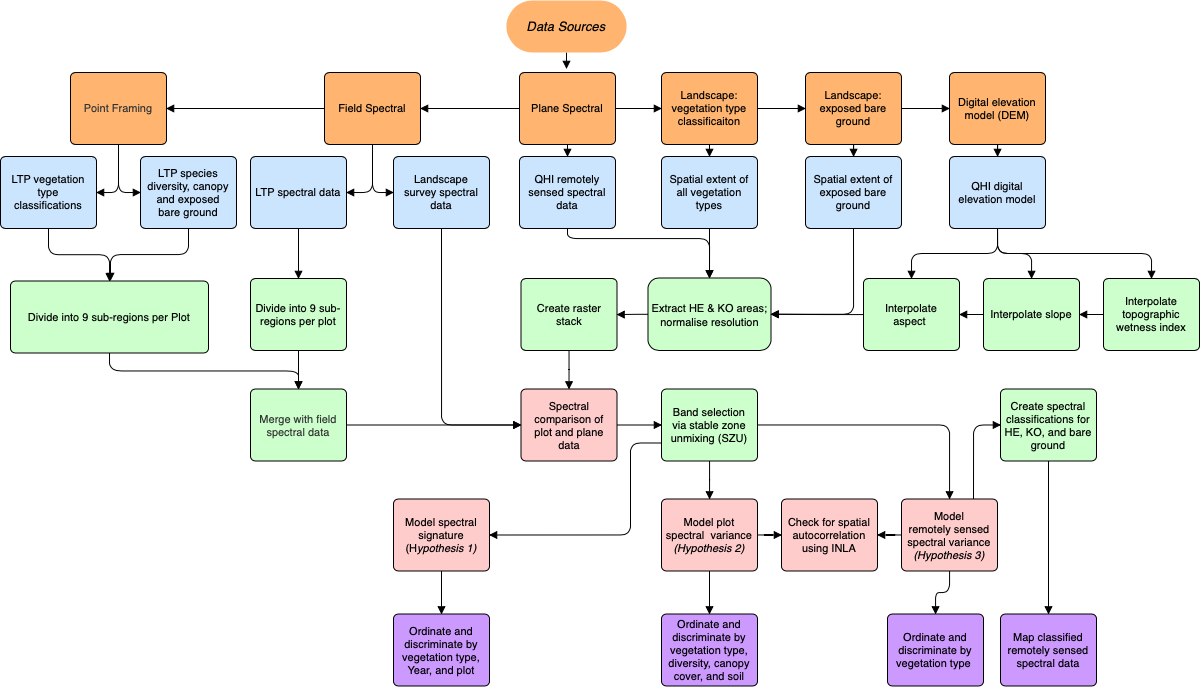 Data Sources
Point Framing
Field Spectral
Plane Spectral
Landscape:
vegetation type
classificaiton
Landscape:
exposed bare
ground
Digital elevation
model (DEM)
LTP vegetation
type
classifications
LTP species
diversity, canopy
and exposed
bare ground
LTP spectral data
Landscape
survey spectral
data
QHI remotely
sensed spectral
data
Spatial extent of
all vegetation
types
Spatial extent of
exposed bare
ground
QHI digital
elevation model
Divide into 9 sub-regions per Plot
Divide into 9 sub-
regions per plot
Create raster
stack
Extract HE & KO areas;
normalise resolution
Interpolate
aspect
Interpolate slope
Interpolate
topographic
wetness index
Merge with field
spectral data
Spectral
comparison of
plot and plane
data
Band selection
via stable zone
unmixing (SZU)
Create spectral
classifications for
HE, KO, and bare
ground
Model spectral
signature
(Hypothesis 1)
Model plot
spectral variance
(Hypothesis 2)
Check for spatial
autocorrelation
using INLA
Model
remotely sensed
spectral variance
(Hypothesis 3)
Ordinate and
discriminate by
vegetation type,
Year, and plot
Ordinate and
discriminate by
vegetation type,
diversity, canopy
cover, and soil
Ordinate and
discriminate by
vegetation type
Map classified
remotely sensed
spectral data